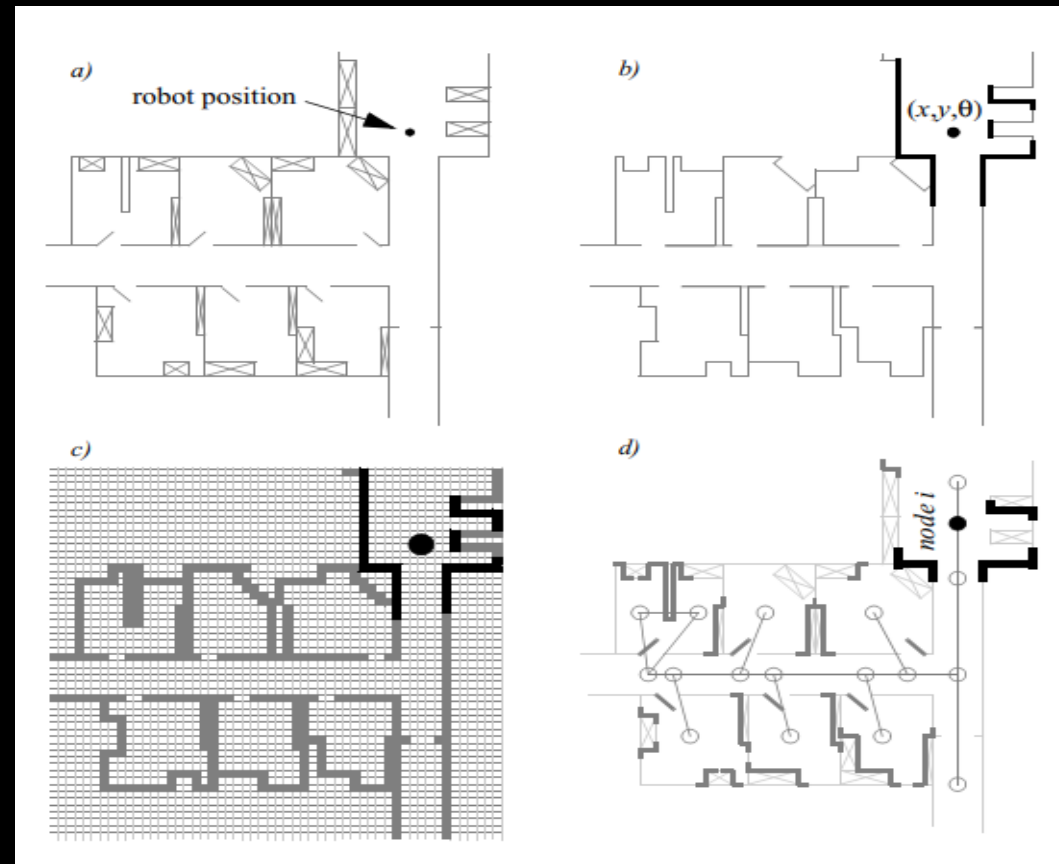 a)
robot position
b)
(x,y,θ)
c)
d)
node i